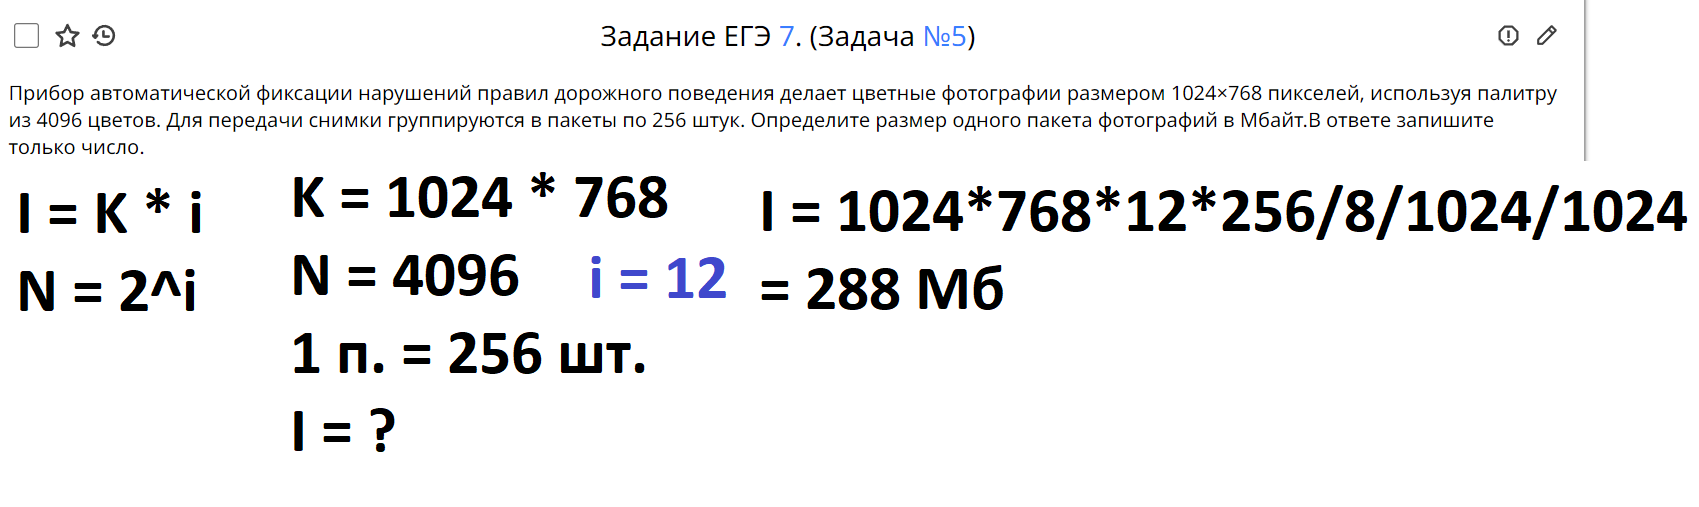 Задание ЕГЭ 7. (Задача №5)
Прибор автоматической фиксации нарушений правил дорожного поведения делает цветные фотографии размером 1024×768 пикселей, используя палитру
из 4096 цветов. Для передачи снимки группируются в пакеты по 256 штук. Определите размер одного пакета фотографий в Мбайт.В ответе запишите
только число.
I = K * i
N = 2^i
K = 1024 * 768
N = 4096 i = 12
1 п. = 256 шт.
I = ?
I = 1024*768*12*256/8/1024/1024
= 288 Мб